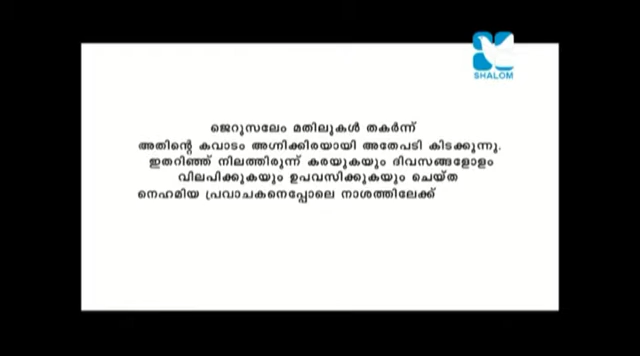 SHALOM
ജെറുസലേം മതിലുകൾ തകർന്ന്
അതിന്റെ കവാടം അഗ്നിക്കിരയായി അതേപടി കിടക്കുന്നു.
ഇതറിഞ്ഞ് നിലത്തിരുന്ന് കരയുകയും ദിവസങ്ങളോളം
വിലപിക്കുകയും ഉപവസിക്കുകയും ചെയ്ത
നെഹമിയ പ്രവാചകനെപ്പോലെ നാശത്തിലേക്ക്